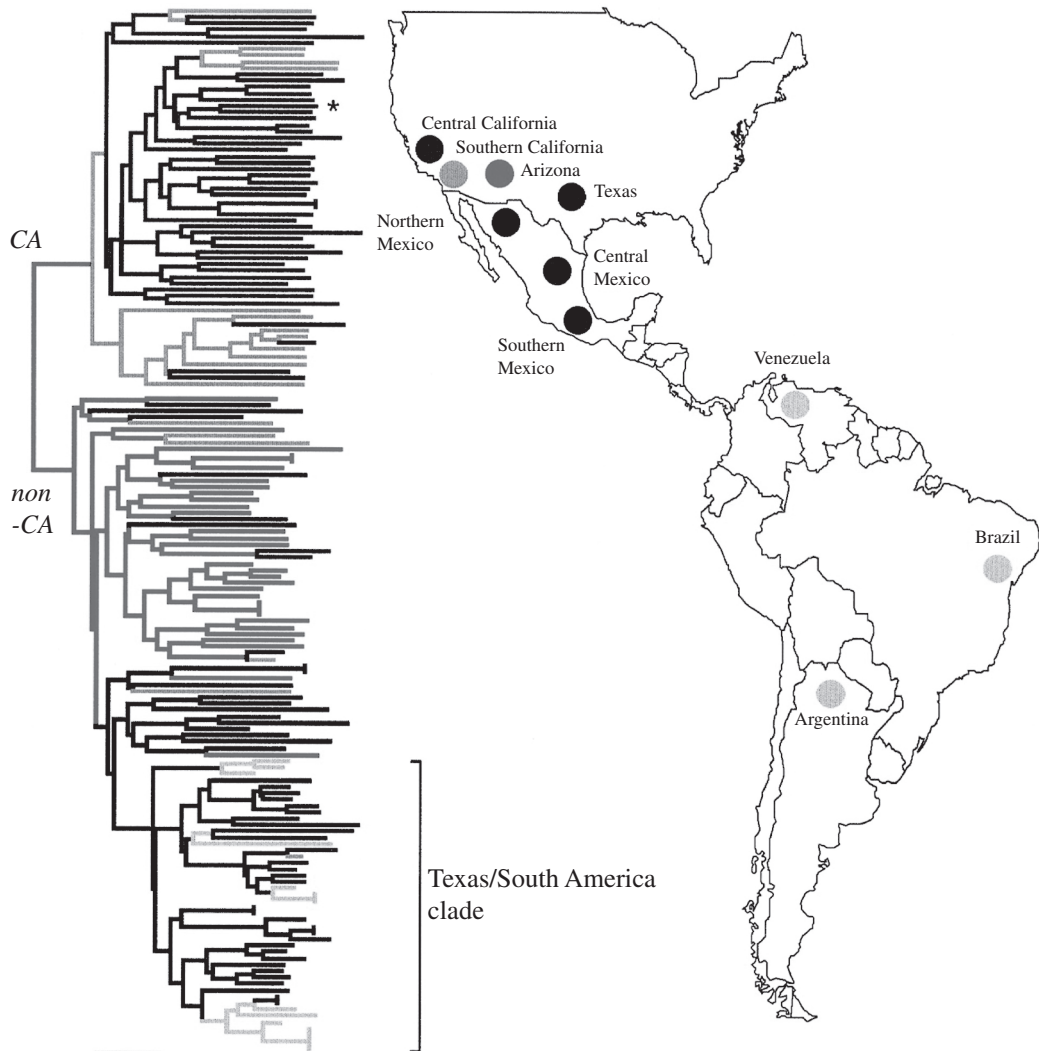 *
Central California
Southern California
Arizona
Texas
Northern
Mexico
CA
Central
Mexico
Southern
Mexico
Venezuela
non
-CA
Brazil
Argentina
Texas/South America
clade